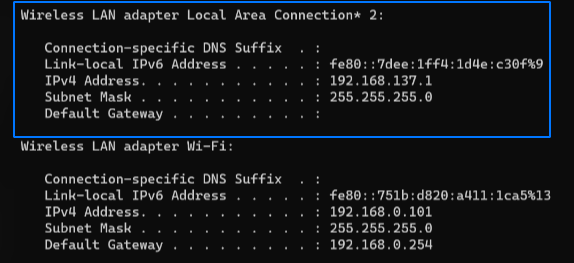 Wireless LAN adapter Local Area Connection* 2:
Connection-specific DNS Suffix  . :
Link-local IPv6 Address . . . . . : fe80::7dee:1ff4:1d4e:c30f%9
IPv4 Address. . . . . . . . . . . : 192.168.137.1
Subnet Mask . . . . . . . . . . . : 255.255.255.0
Default Gateway . . . . . . . . . :
Wireless LAN adapter Wi-Fi:
Connection-specific DNS Suffix  . :
Link-local IPv6 Address . . . . . : fe80::751b:d820:a411:1ca5%13
IPv4 Address. . . . . . . . . . . : 192.168.0.101
Subnet Mask . . . . . . . . . . . : 255.255.255.0
Default Gateway . . . . . . . . . : 192.168.0.254